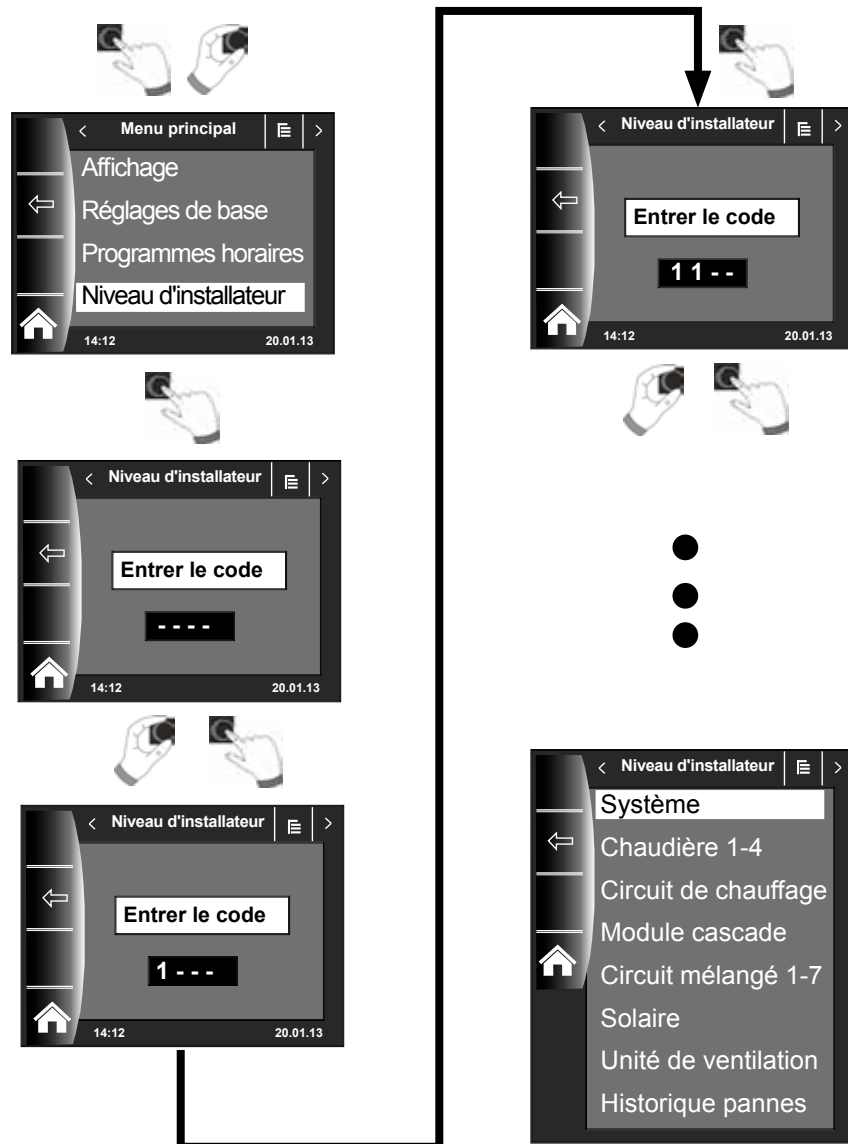 Menu principal
Affichage
Réglages de base
Programmes horaires
Niveau d'installateur
14:12 20.01.13
Niveau d'installateur
Entrer le code
- - - -
14:12 20.01.13
Niveau d'installateur
Entrer le code
1 - - -
14:12 20.01.13
Niveau d'installateur
Entrer le code
1 1 - -
14:12 20.01.13
Niveau d'installateur
Système
Chaudière 1-4
Circuit de chauffage
Module cascade
Circuit mélangé 1-7
Solaire
Unité de ventilation
Historique pannes